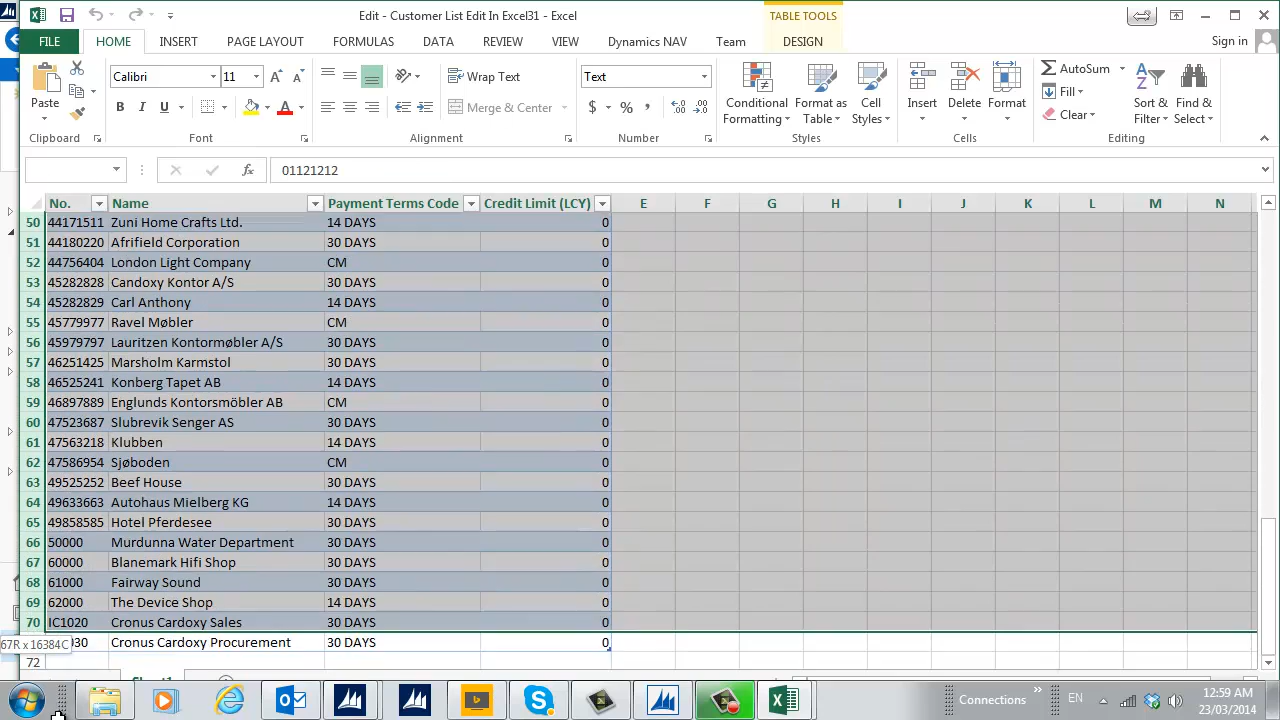 Edit - Customer List Edit In Excel31 - Excel
TABLE TOOLS
FILE HOME INSERT PAGE LAYOUT FORMULAS DATA REVIEW VIEW Dynamics NAV Team DESIGN
Sign in
Paste
Clipboard
Calibri 11
B I U
Font
Wrap Text
Merge & Center
Alignment
Text
$ % ,
Number
Conditional Formatting
Format as Table
Cell Styles
Styles
Insert
Delete
Format
Cells
AutoSum
Fill
Clear
Sort & Filter
Find & Select
Editing
fx 01121212
No. Name Payment Terms Code Credit Limit (LCY) E F G H I J K L M N
50 44171511 Zuni Home Crafts Ltd. 14 DAYS 0
51 44180220 Afrifield Corporation 30 DAYS 0
52 44756404 London Light Company CM 0
53 45282828 Candoxy Kontor A/S 30 DAYS 0
54 45282829 Carl Anthony 14 DAYS 0
55 45779977 Ravel Møbler CM 0
56 45979797 Lauritzen Kontormøbler A/S 30 DAYS 0
57 46251425 Marsholm Karmstol 30 DAYS 0
58 46525241 Konberg Tapet AB 14 DAYS 0
59 46897889 Englunds Kontorsmöbler AB CM 0
60 47523687 Slubrevik Senger AS 30 DAYS 0
61 47563218 Klubben 14 DAYS 0
62 47586954 Sjøboden CM 0
63 49525252 Beef House 30 DAYS 0
64 49633663 Autohaus Mielberg KG 14 DAYS 0
65 49858585 Hotel Pferdesee 30 DAYS 0
66 50000 Murdunna Water Department 30 DAYS 0
67 60000 Blanemark Hifi Shop 30 DAYS 0
68 61000 Fairway Sound 30 DAYS 0
69 62000 The Device Shop 14 DAYS 0
70 IC1020 Cronus Cardoxy Sales 30 DAYS 0
67R x 16384C 30 Cronus Cardoxy Procurement 30 DAYS 0
72
Connections » EN
12:59 AM
23/03/2014